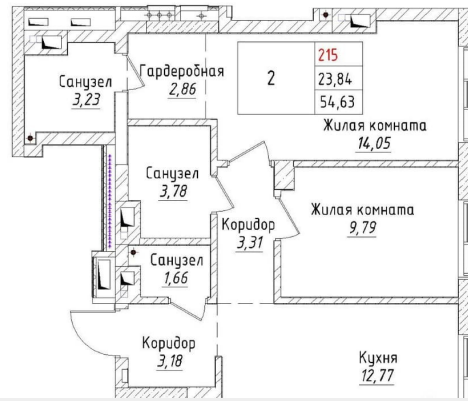 Санузел
3,23
Гардеробная
2,86
2
215
23,84
54,63
Жилая комната
14,05
Санузел
3,78
Коридор
3,31
Жилая комната
9,79
Санузел
1,66
Коридор
3,18
Кухня
12,77